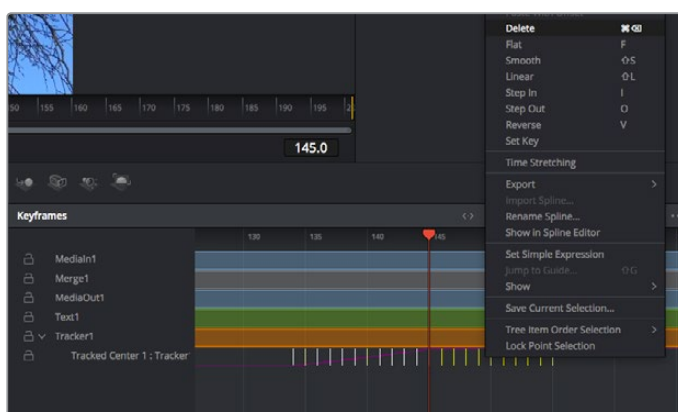 Delete ⌘⌫
Flat F
Smooth ⇧S
Linear ⇧L
Step In I
Step Out O
Reverse V
Set Key
50 155 160 165 170 175 180 185 190 195
145.0
Time Stretching
Export >
Import Spline...
Rename Spline...
Show in Spline Editor
Set Simple Expression
Jump to Guide... ⇧G
Show >
Save Current Selection...
Tree Item Order Selection >
Lock Point Selection
Keyframes
130 135 140 145
MediaIn1
Merge1
MediaOut1
Text1
Tracker1
Tracked Center 1 : Tracker